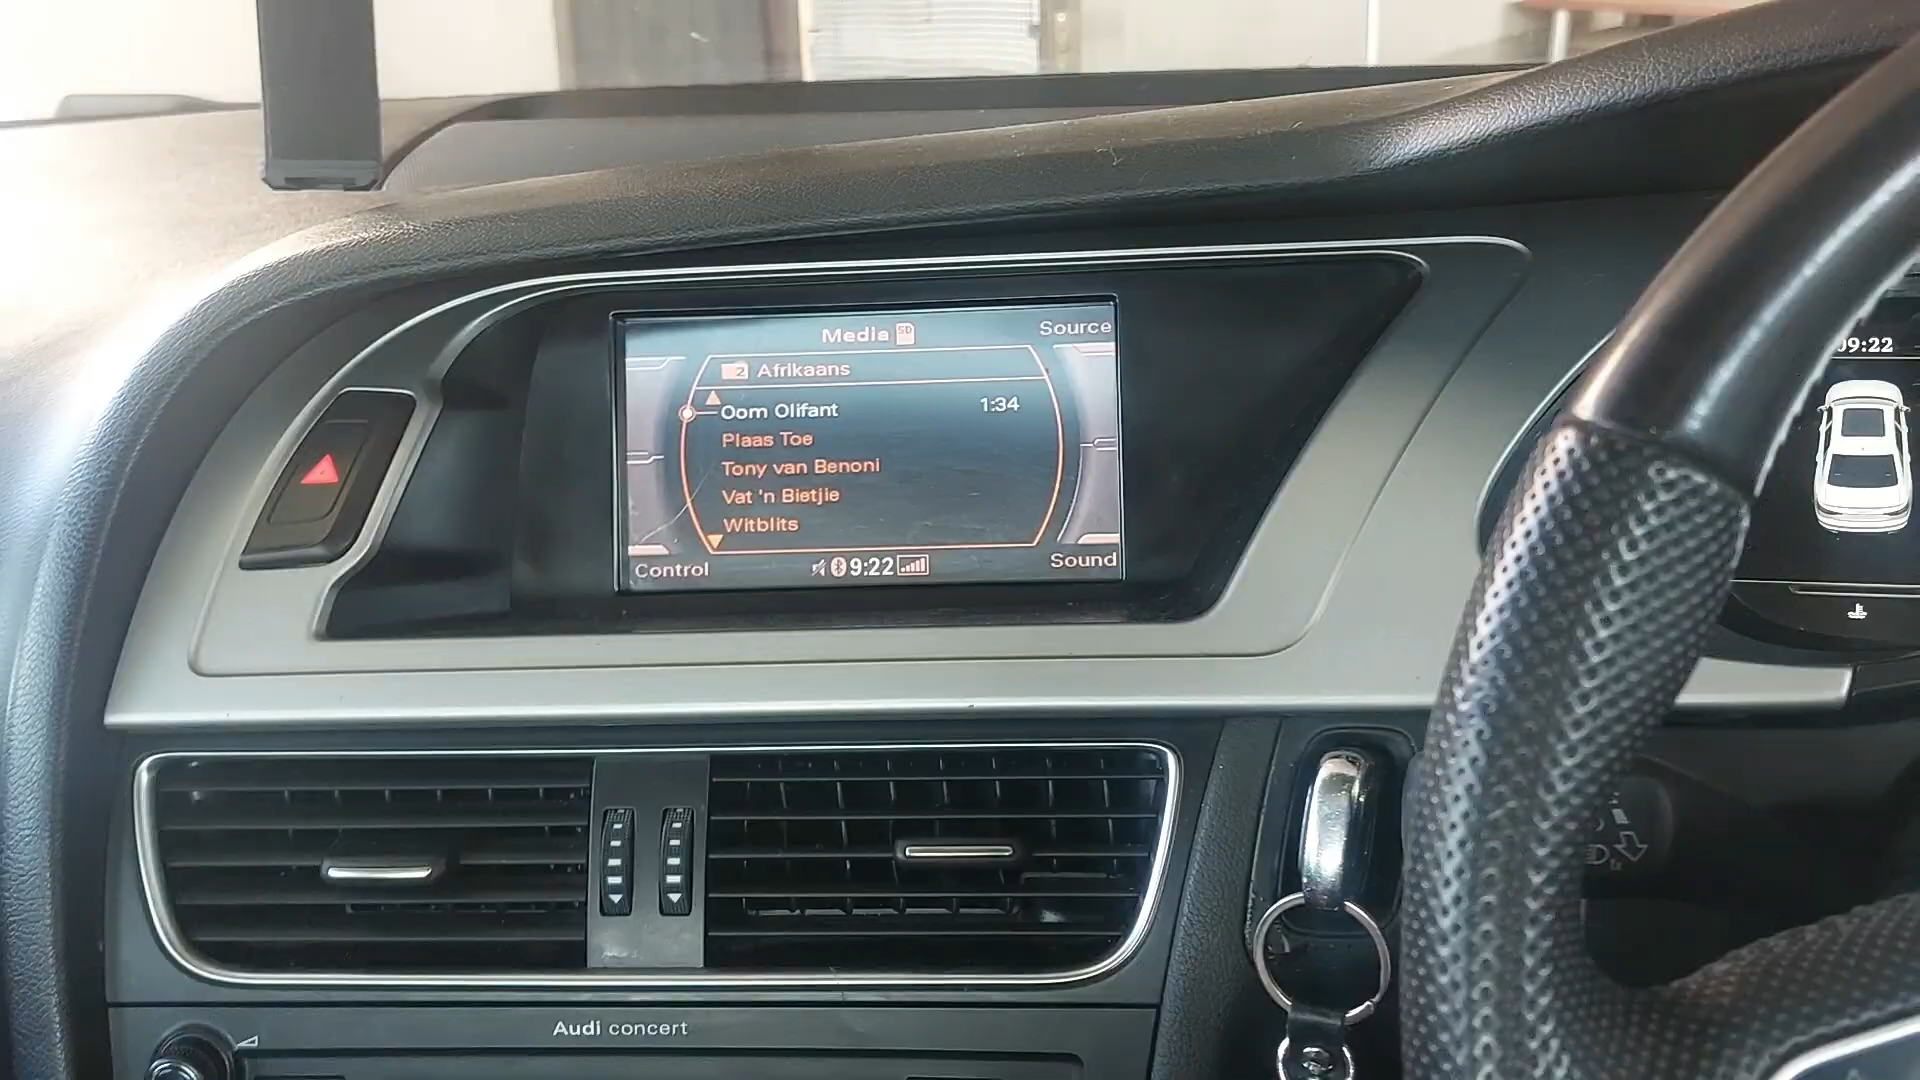 Media SD
Source
2 Afrikaans
Oom Olifant 1:34
Plaas Toe
Tony van Benoni
Vat 'n Bietjie
Witblits
Control
9:22
Sound
09:22
Audi concert